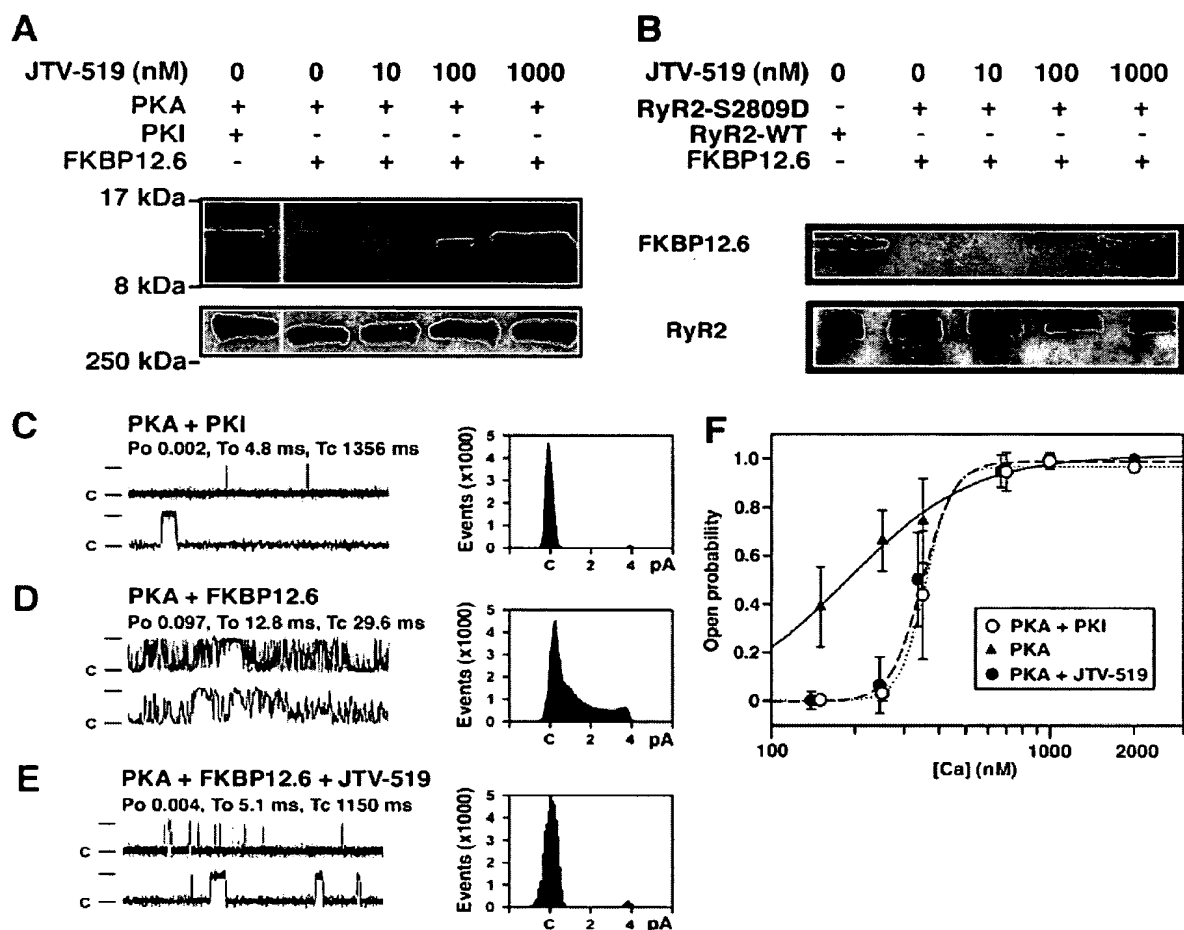 A
JTV-519 (nM) 0 0 10 100 1000
PKA + + + + +
PKI + - - - -
FKBP12.6 - + + + +
17 kDa
8 kDa
250 kDa
B
JTV-519 (nM) 0 0 10 100 1000
RyR2-S2809D - + + + +
RyR2-WT + - - - -
FKBP12.6 - + + + +
FKBP12.6
RyR2
C
PKA + PKI
Po 0.002, To 4.8 ms, Tc 1356 ms
c
c
Events (x1000)
5
4
3
2
1
0
C 2 4 pA
D
PKA + FKBP12.6
Po 0.097, To 12.8 ms, Tc 29.6 ms
c
c
Events (x1000)
5
4
3
2
1
0
C 2 4 pA
E
PKA + FKBP12.6 + JTV-519
Po 0.004, To 5.1 ms, Tc 1150 ms
c
c
Events (x1000)
5
4
3
2
1
0
C 2 4 pA
F
Open probability
1.0
0.8
0.6
0.4
0.2
0
PKA + PKI
PKA
PKA + JTV-519
100 1000 2000
[Ca] (nM)